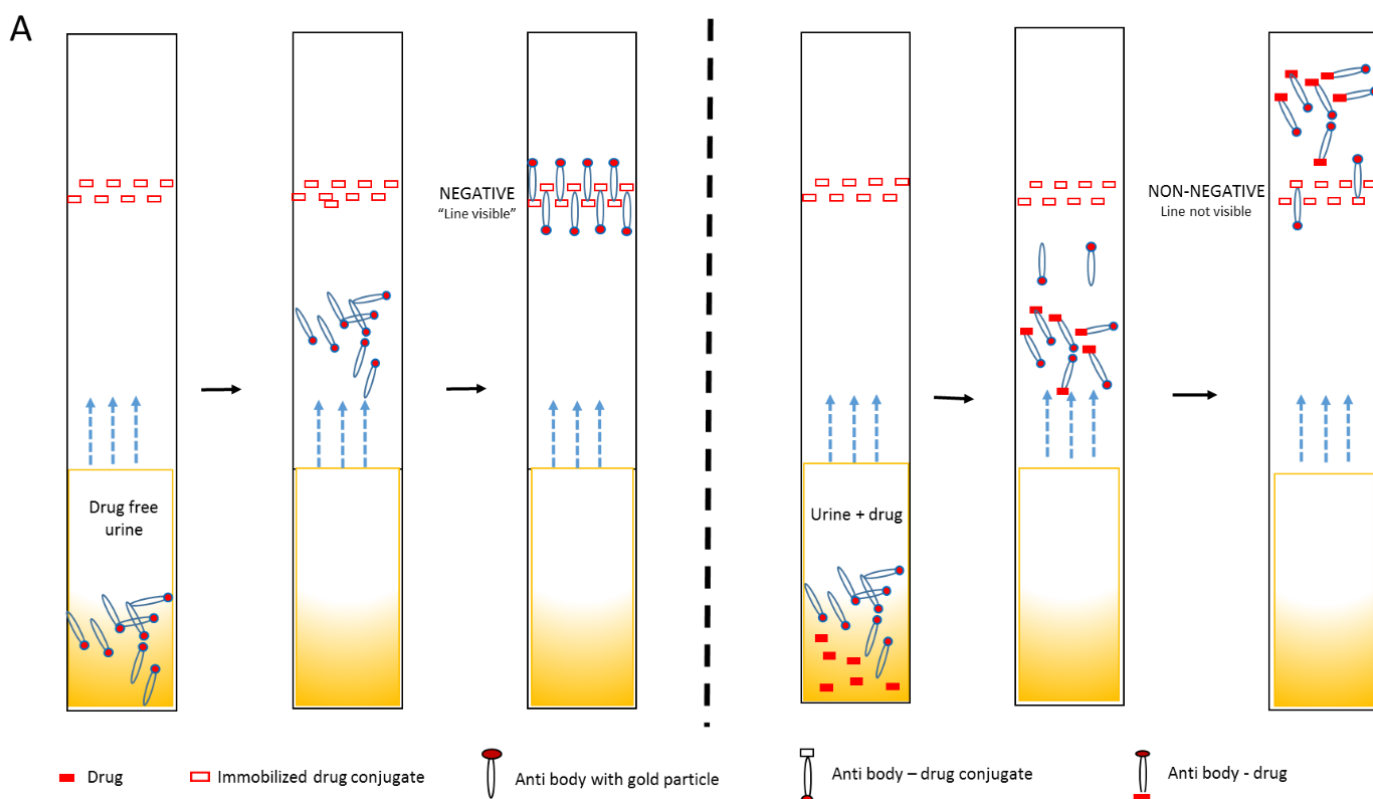 A
NEGATIVE
“Line visible”
NON-NEGATIVE
Line not visible
Drug free
urine
Urine + drug
Drug
Immobilized drug conjugate
Anti body with gold particle
Anti body – drug conjugate
Anti body - drug